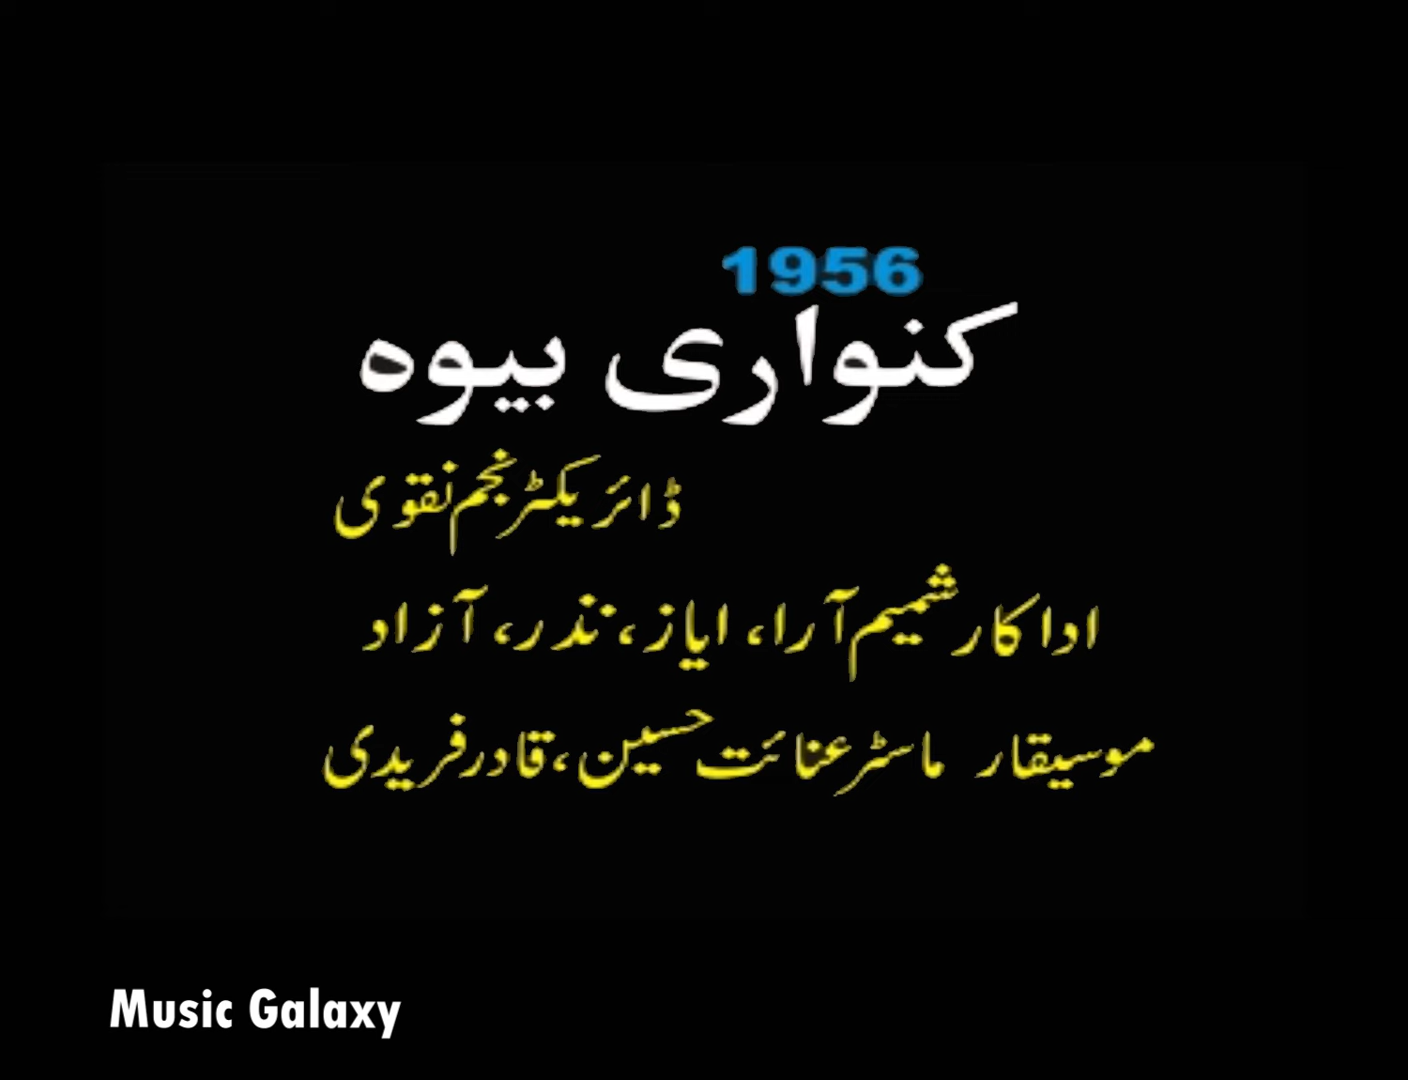 1956
کنواری بیوہ
ڈائریکٹر نجم نقوی
اداکار شمیم آرا، ایاز، نذر، آزاد
موسیقار ماسٹر عنائت حسین، قادر فریدی
Music Galaxy